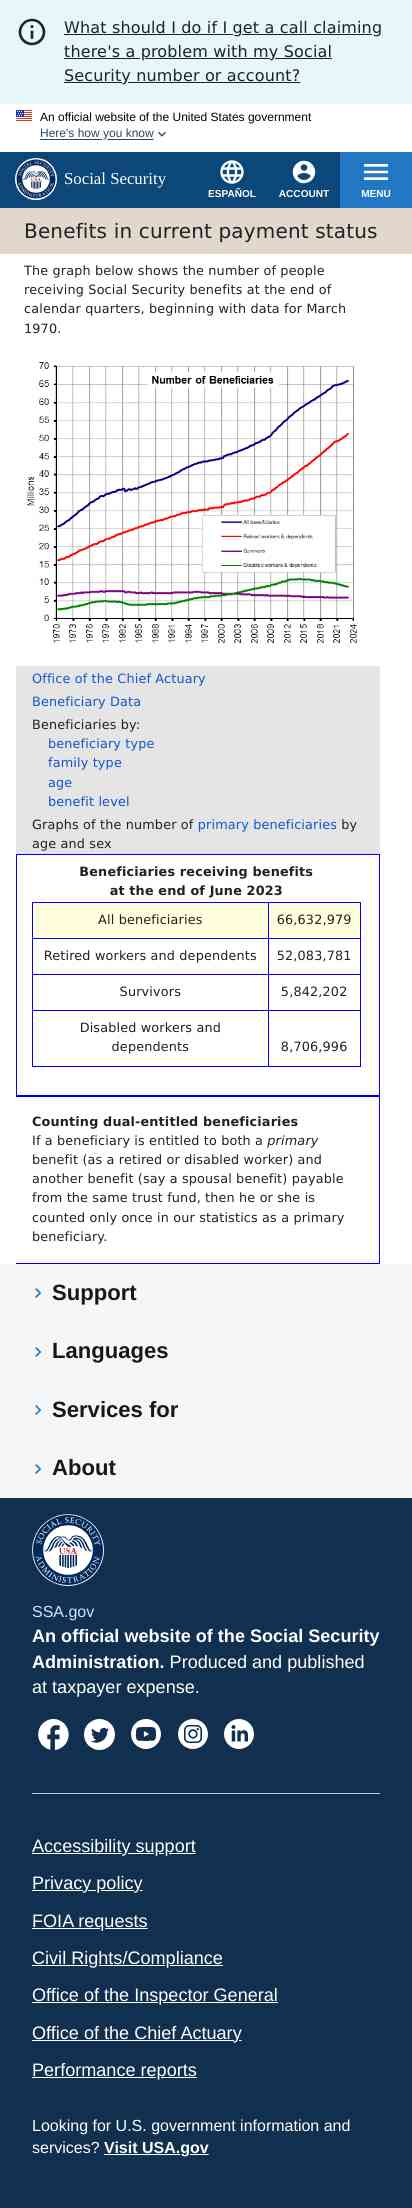 What should I do if I get a call claiming
there's a problem with my Social
Security number or account?
An official website of the United States government
Here's how you know
Social Security
ESPAÑOL
ACCOUNT
MENU
Benefits in current payment status
The graph below shows the number of people
receiving Social Security benefits at the end of
calendar quarters, beginning with data for March
1970.
Number of Beneficiaries
Millions
70
65
60
55
50
45
40
35
30
25
20
15
10
5
0
All beneficiaries
Retired workers & dependents
Survivors
Disabled workers & dependents
1970
1973
1976
1979
1982
1985
1988
1991
1994
1997
2000
2003
2006
2009
2012
2015
2018
2021
2024
Office of the Chief Actuary
Beneficiary Data
Beneficiaries by:
beneficiary type
family type
age
benefit level
Graphs of the number of primary beneficiaries by
age and sex
Beneficiaries receiving benefits
at the end of June 2023
All beneficiaries 66,632,979
Retired workers and dependents 52,083,781
Survivors 5,842,202
Disabled workers and
dependents 8,706,996
Counting dual-entitled beneficiaries
If a beneficiary is entitled to both a primary
benefit (as a retired or disabled worker) and
another benefit (say a spousal benefit) payable
from the same trust fund, then he or she is
counted only once in our statistics as a primary
beneficiary.
Support
Languages
Services for
About
SOCIAL SECURITY
USA
ADMINISTRATION
SSA.gov
An official website of the Social Security
Administration. Produced and published
at taxpayer expense.
Accessibility support
Privacy policy
FOIA requests
Civil Rights/Compliance
Office of the Inspector General
Office of the Chief Actuary
Performance reports
Looking for U.S. government information and
services? Visit USA.gov